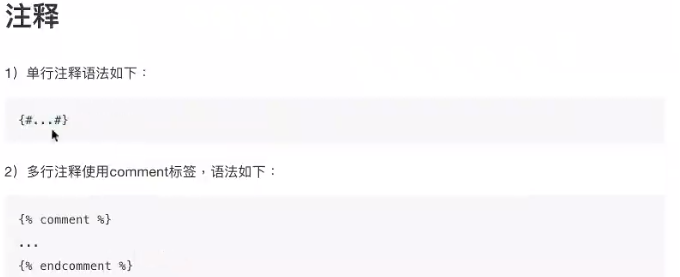 注释
1）单行注释语法如下：
{#...#}
2）多行注释使用comment标签，语法如下：
{% comment %}
...
{% endcomment %}